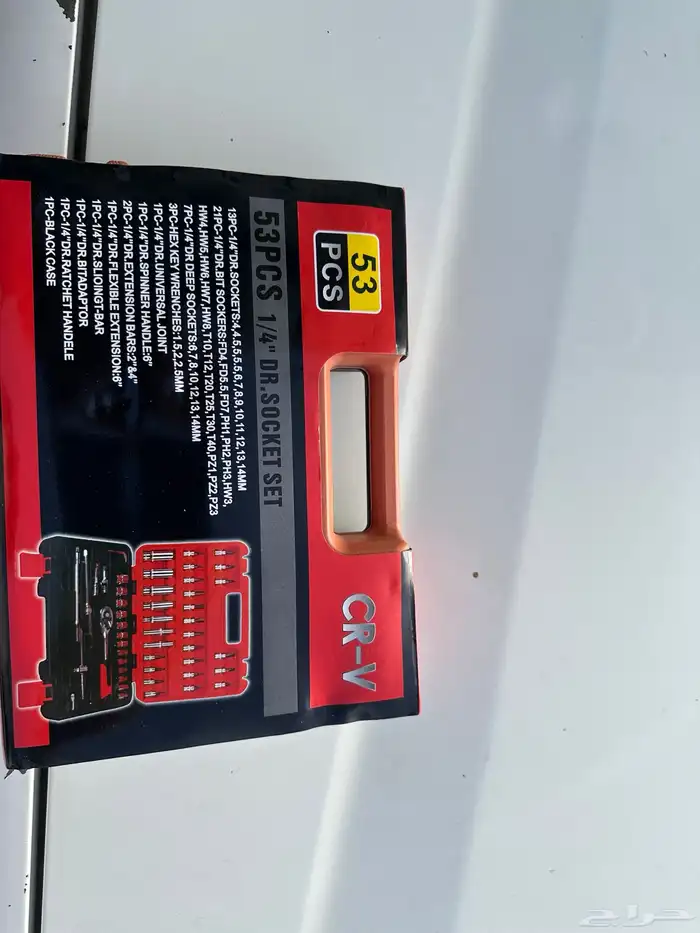 53
PCS
CR-V
53PCS 1/4" DR.SOCKET SET
13PC-1/4"DR.SOCKETS:4,4.5,5,5.5,6,7,8,9,10,11,12,13,14MM
21PC-1/4"DR.BIT SOCKERS:FD4,FD5.5,FD7,PH1,PH2,PH3,HW3,
HW4,HW5,HW6,HW7,HW8,T10,T12,T20,T25,T30,T40,PZ1,PZ2,PZ3
7PC-1/4"DR DEEP SOCKETS:6,7,8,10,12,13,14MM
3PC-HEX KEY WRENCHES:1.5,2,2.5MM
1PC-1/4"DR.UNIVERSAL JOINT
1PC-1/4"DR.SPINNER HANDLE:6"
2PC-1/4"DR.EXTENSION BARS:2"&4"
1PC-1/4"DR.FLEXIBLE EXTENSION:6"
1PC-1/4"DR.SLIOINGT-BAR
1PC-1/4"DR.BITADAPTOR
1PC-1/4"DR.RATCHET HANDELE
1PC-BLACK CASE
حراج